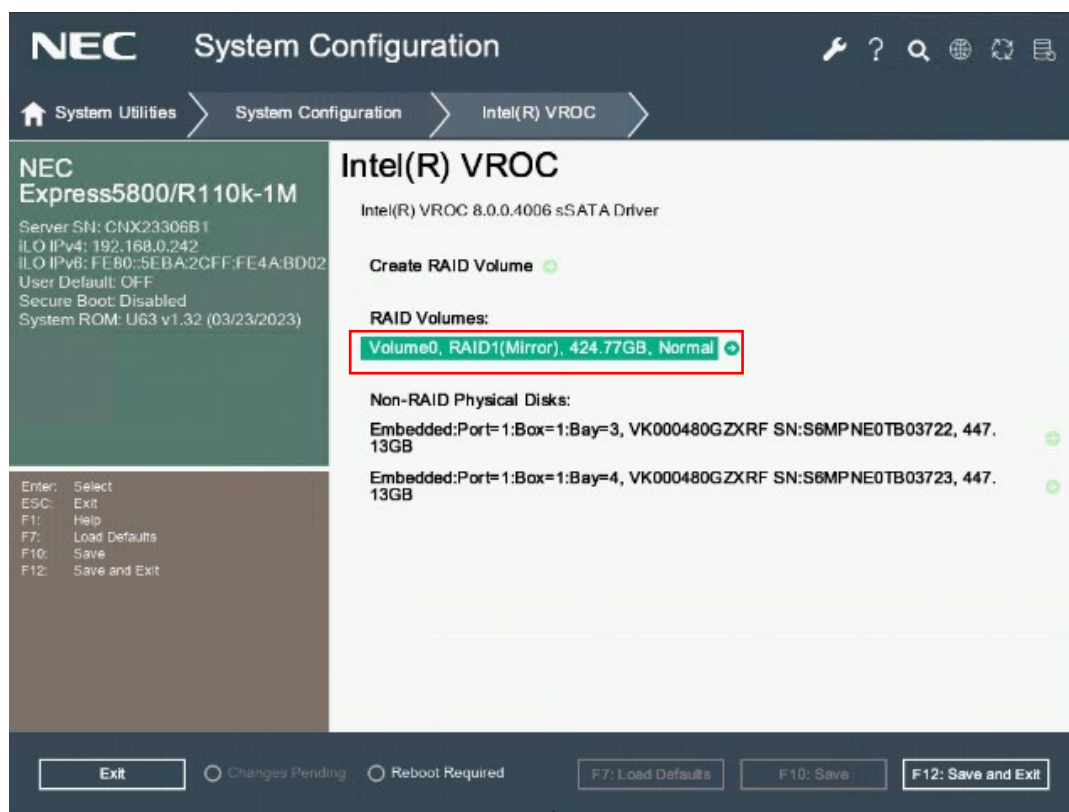 NEC System Configuration
System Utilities System Configuration Intel(R) VROC
NEC
Express5800/R110k-1M
Server SN: CNX23306B1
iLO IPv4: 192.168.0.242
iLO IPv6: FE80::5EBA:2CFF:FE4A:BD02
User Default: OFF
Secure Boot: Disabled
System ROM: U63 v1.32 (03/23/2023)
Enter: Select
ESC: Exit
F1: Help
F7: Load Defaults
F10: Save
F12: Save and Exit
Intel(R) VROC
Intel(R) VROC 8.0.0.4006 sSATA Driver
Create RAID Volume
RAID Volumes:
Volume0, RAID1(Mirror), 424.77GB, Normal
Non-RAID Physical Disks:
Embedded:Port=1:Box=1:Bay=3, VK000480GZXRF SN:S6MPNE0TB03722, 447.
13GB
Embedded:Port=1:Box=1:Bay=4, VK000480GZXRF SN:S6MPNE0TB03723, 447.
13GB
Exit Changes Pending Reboot Required F7: Load Defaults F10: Save F12: Save and Exit